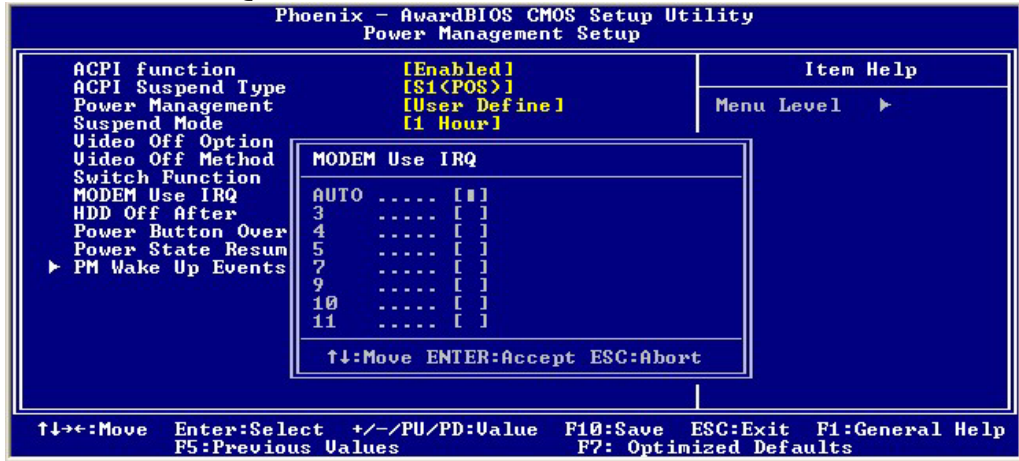 Phoenix - AwardBIOS CMOS Setup Utility
Power Management Setup
ACPI function [Enabled]
ACPI Suspend Type [S1(POS)]
Power Management [User Define]
Suspend Mode [1 Hour]
Video Off Option
Video Off Method
Switch Function
MODEM Use IRQ
HDD Off After
Power Button Over
Power State Resum
► PM Wake Up Events
Item Help
Menu Level ►
MODEM Use IRQ
AUTO ..... [▮]
3 ..... [ ]
4 ..... [ ]
5 ..... [ ]
7 ..... [ ]
9 ..... [ ]
10 ..... [ ]
11 ..... [ ]
↑↓:Move ENTER:Accept ESC:Abort
↑↓→←:Move Enter:Select +/-/PU/PD:Value F10:Save ESC:Exit F1:General Help
F5:Previous Values F7: Optimized Defaults